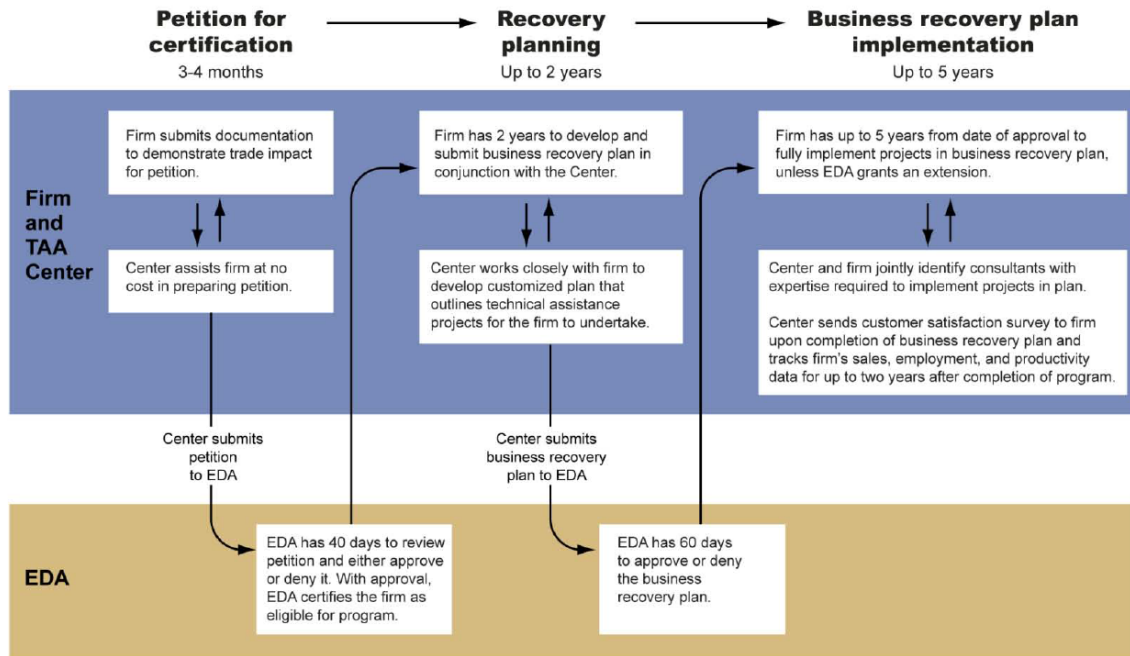 Petition for
certification
3-4 months
Recovery
planning
Up to 2 years
Business recovery plan
implementation
Up to 5 years
Firm
and
TAA
Center
Firm submits documentation
to demonstrate trade impact
for petition.
Center assists firm at no
cost in preparing petition.
Firm has 2 years to develop and
submit business recovery plan in
conjunction with the Center.
Center works closely with firm to
develop customized plan that
outlines technical assistance
projects for the firm to undertake.
Firm has up to 5 years from date of approval to
fully implement projects in business recovery plan,
unless EDA grants an extension.
Center and firm jointly identify consultants with
expertise required to implement projects in plan.
Center sends customer satisfaction survey to firm
upon completion of business recovery plan and
tracks firm's sales, employment, and productivity
data for up to two years after completion of program.
Center submits
petition
to EDA
Center submits
business recovery
plan to EDA
EDA
EDA has 40 days to review
petition and either approve
or deny it. With approval,
EDA certifies the firm as
eligible for program.
EDA has 60 days
to approve or deny
the business
recovery plan.